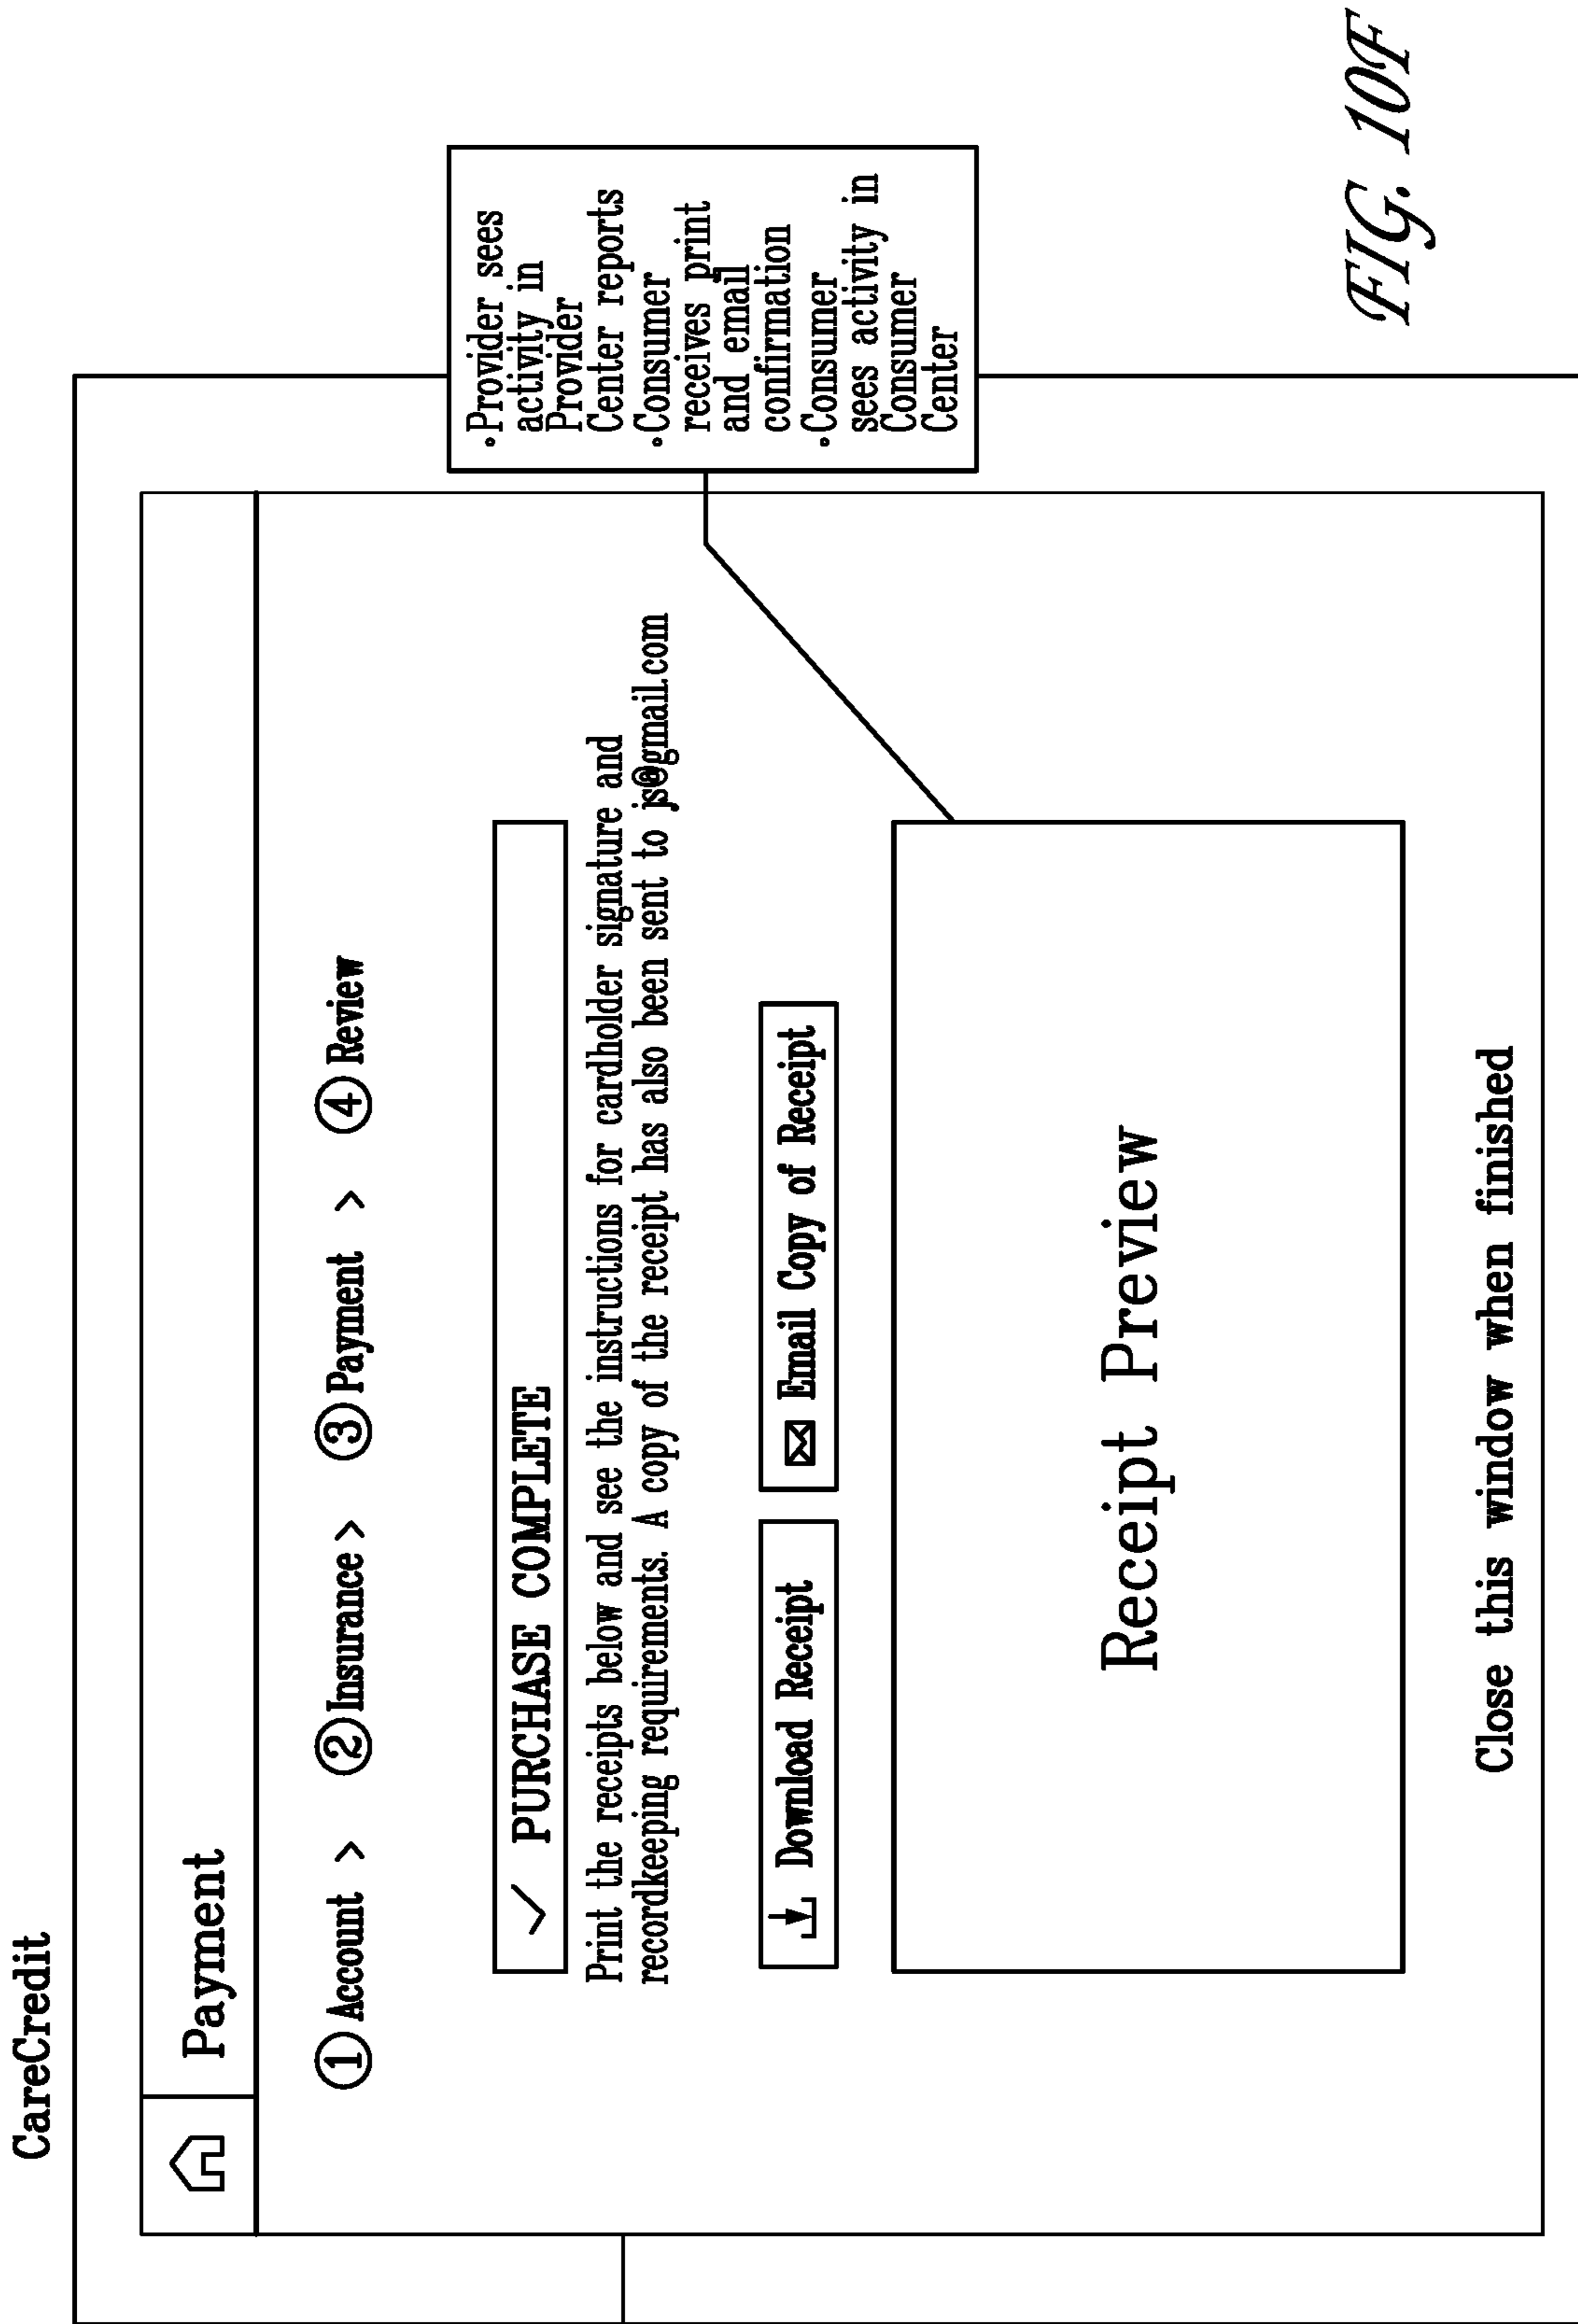 CareCredit
Payment
1 Account > 2 Insurance > 3 Payment > 4 Review
✓ PURCHASE COMPLETE
Print the receipts below and see the instructions for cardholder signature and
recordkeeping requirements. A copy of the receipt has also been sent to js@gmail.com
Download Receipt
Email Copy of Receipt
Receipt Preview
Close this window when finished
•Provider sees
activity in
Provider
Center reports
•Consumer
receives print
and email
confirmation
•Consumer
sees activity in
Consumer
Center
FIG. 10F